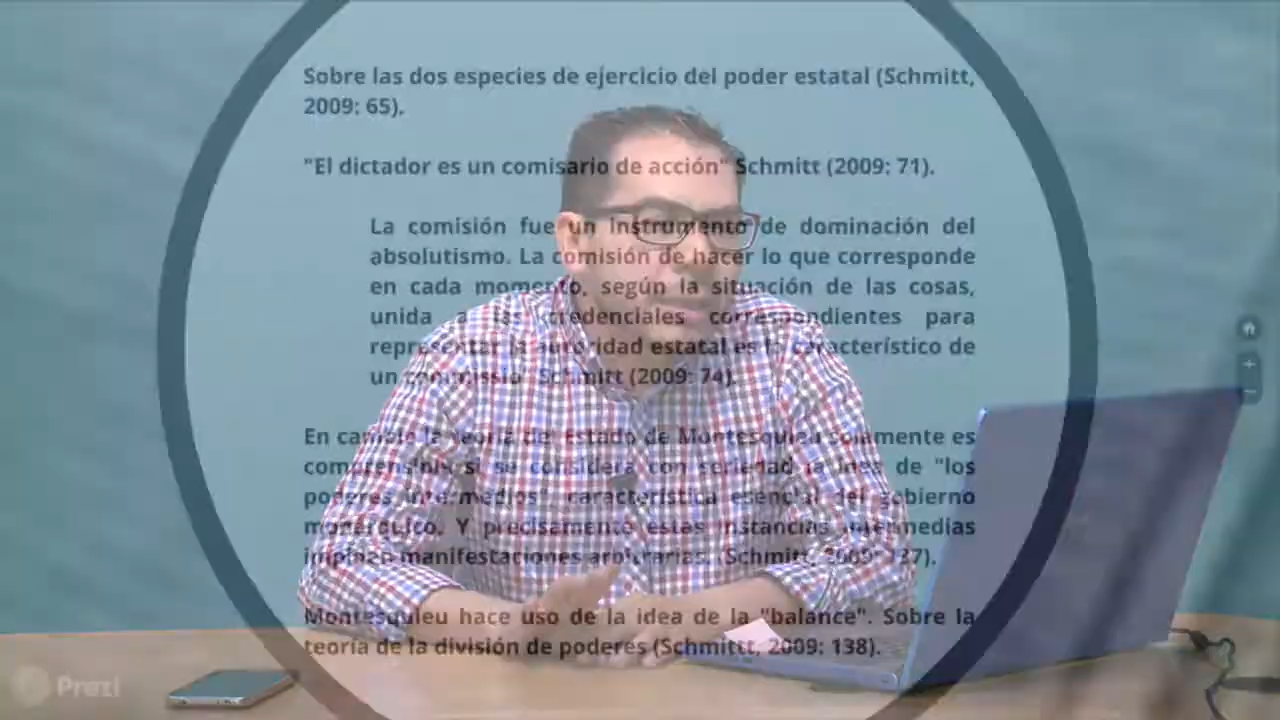 Sobre las dos especies de ejercicio del poder estatal (Schmitt,
2009: 65).
"El dictador es un comisario de acción" Schmitt (2009: 71).
La comisión fue un instrumento de dominación del
absolutismo. La comisión de hacer lo que corresponde
en cada momento, según la situación de las cosas,
unida a las credenciales correspondientes para
representar la autoridad estatal es lo característico de
un commissio" Schmitt (2009: 74).
En cambio la teoría del Estado de Montesquieu solamente es
comprensible si se considera con seriedad la idea de "los
poderes intermedios", característica esencial del gobierno
monárquico. Y precisamente estas instancias intermedias
impiden manifestaciones arbitrarias. (Schmitt, 2009: 137).
Montesquieu hace uso de la idea de la "balance". Sobre la
teoría de la división de poderes (Schmittt, 2009: 138).
Prezi